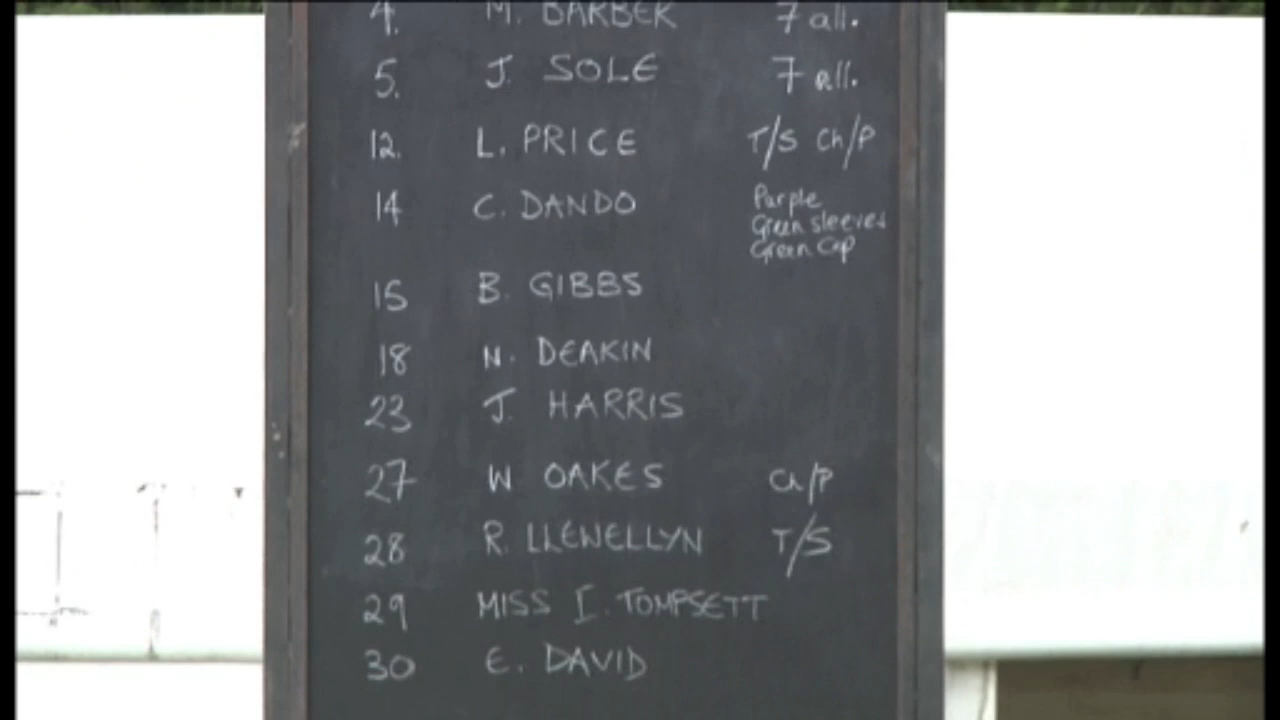 4. M. BARBER 7 all.
5. J. SOLE 7 all.
12. L. PRICE T/S Ch/P
14 C. DANDO Purple
Green sleeves
Green Cap
15 B. GIBBS
18 N. DEAKIN
23 J. HARRIS
27 W OAKES Ch/P
28 R. LLENELLYN T/S
29 MISS I. TOMPSETT
30 E. DAVID